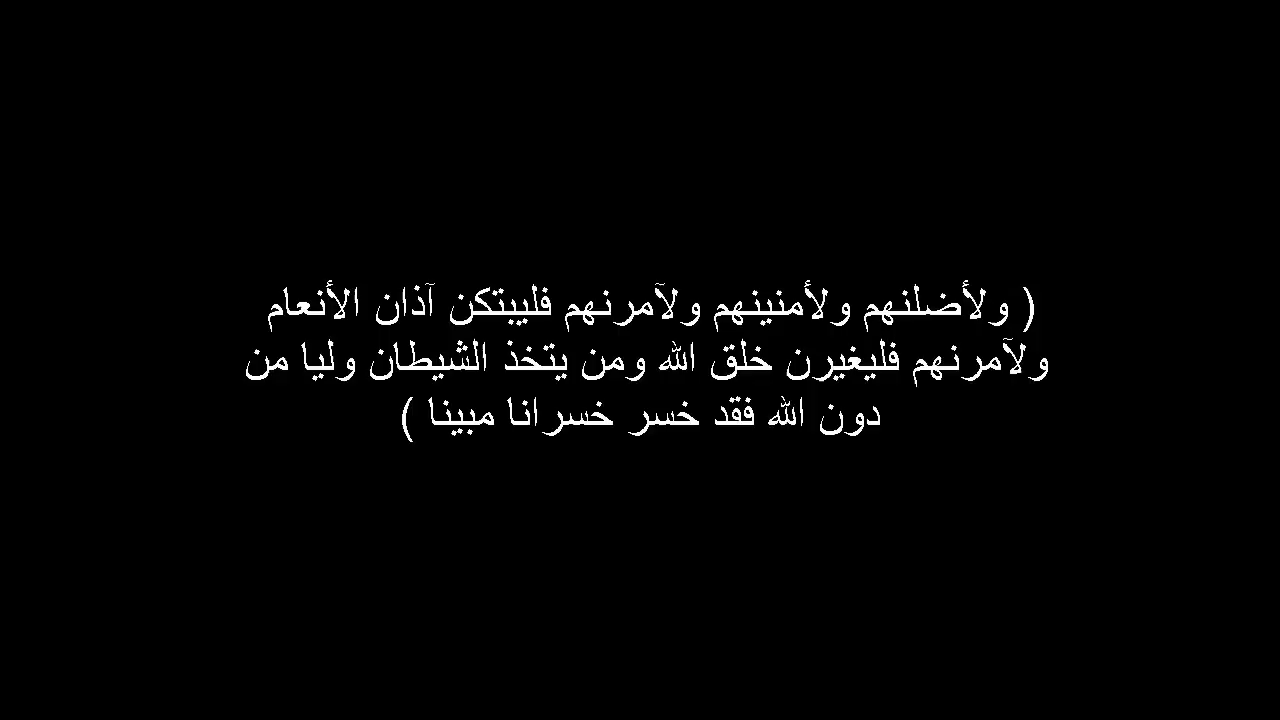 ( ولأضلنهم ولأمنينهم ولآمرنهم فليبتكن آذان الأنعام
ولآمرنهم فليغيرن خلق الله ومن يتخذ الشيطان وليا من
دون الله فقد خسر خسرانا مبينا )